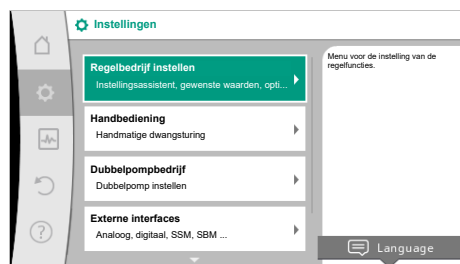 Instellingen
Regelbedrijf instellen
Instellingsassistent, gewenste waarden, opti...
Handbediening
Handmatige dwangsturing
Dubbelpompbedrijf
Dubbelpomp instellen
Externe interfaces
Analoog, digitaal, SSM, SBM ...
Menu voor de instelling van de
regelfuncties.
Language